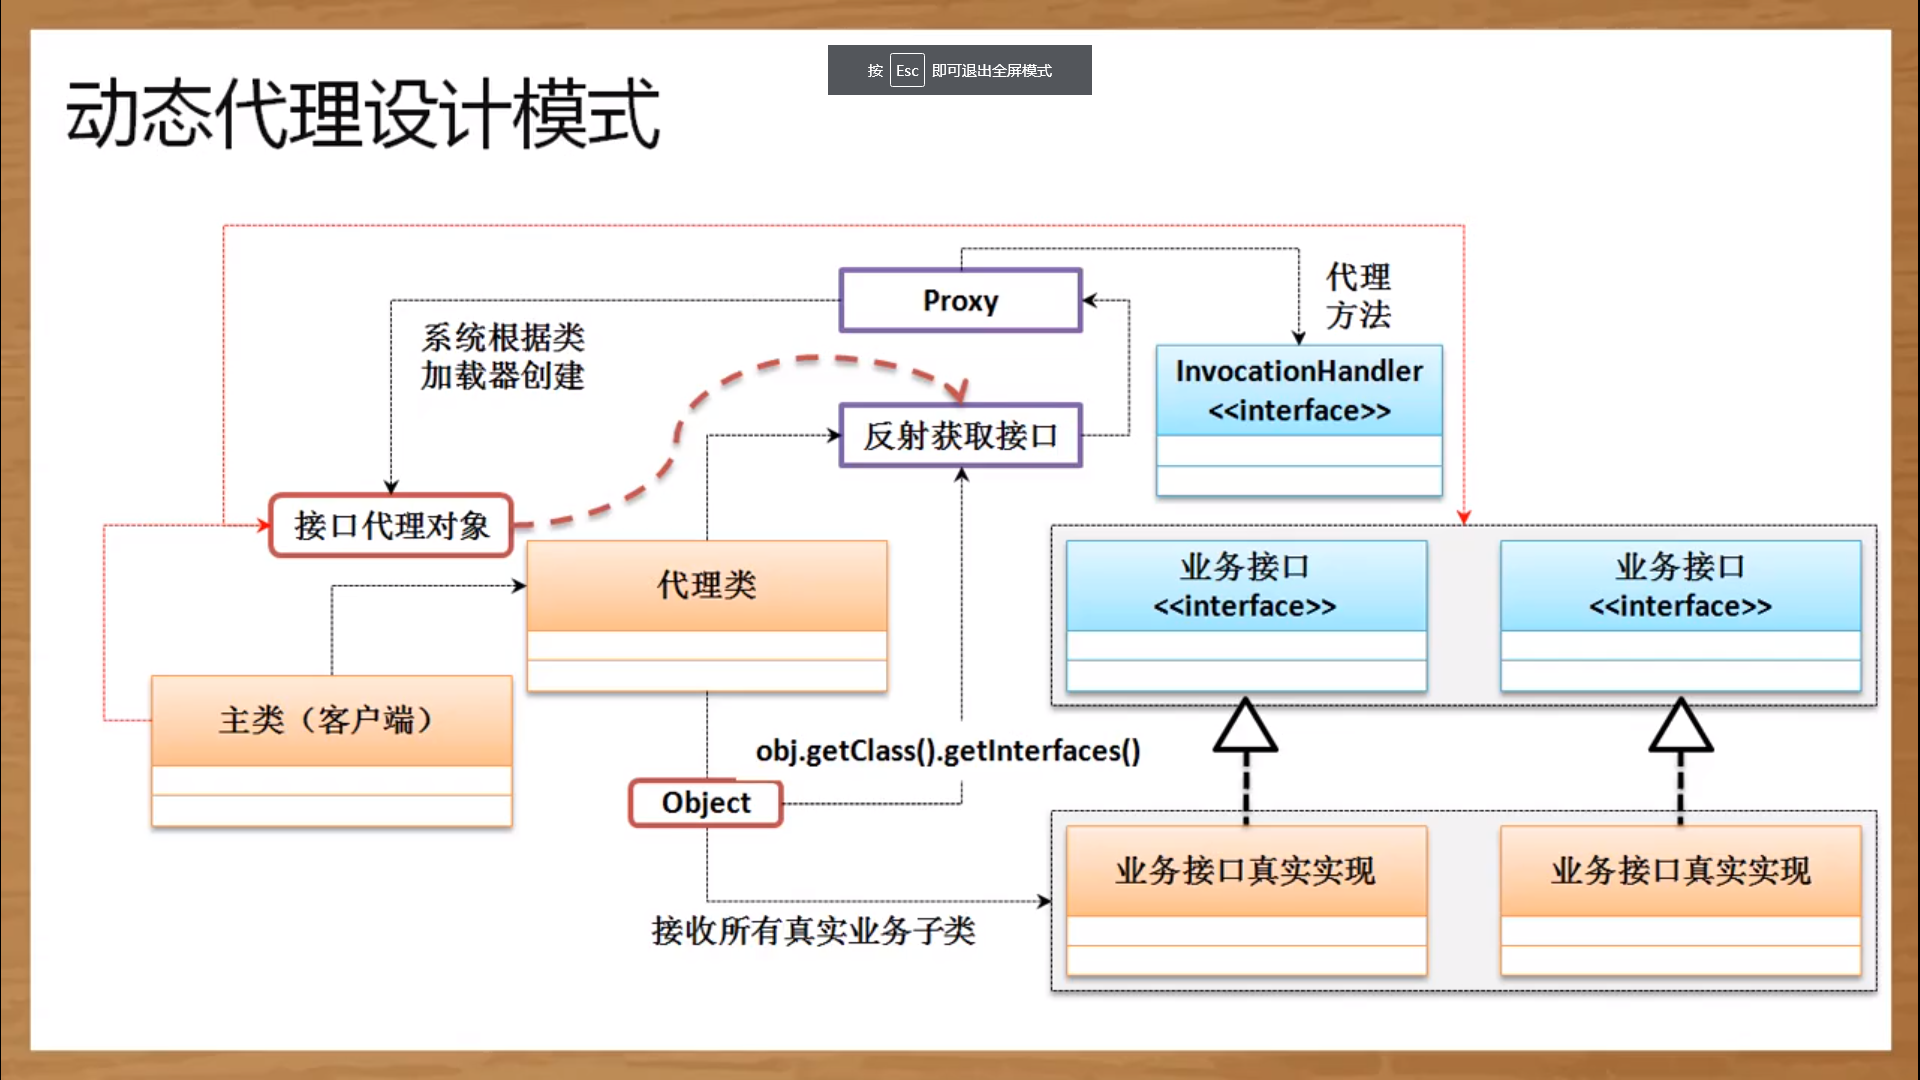 按 Esc 即可退出全屏模式
动态代理设计模式
Proxy
代理
方法
系统根据类
加载器创建
InvocationHandler
<<interface>>
反射获取接口
接口代理对象
代理类
业务接口
<<interface>>
业务接口
<<interface>>
主类（客户端）
obj.getClass().getInterfaces()
Object
业务接口真实实现
业务接口真实实现
接收所有真实业务子类